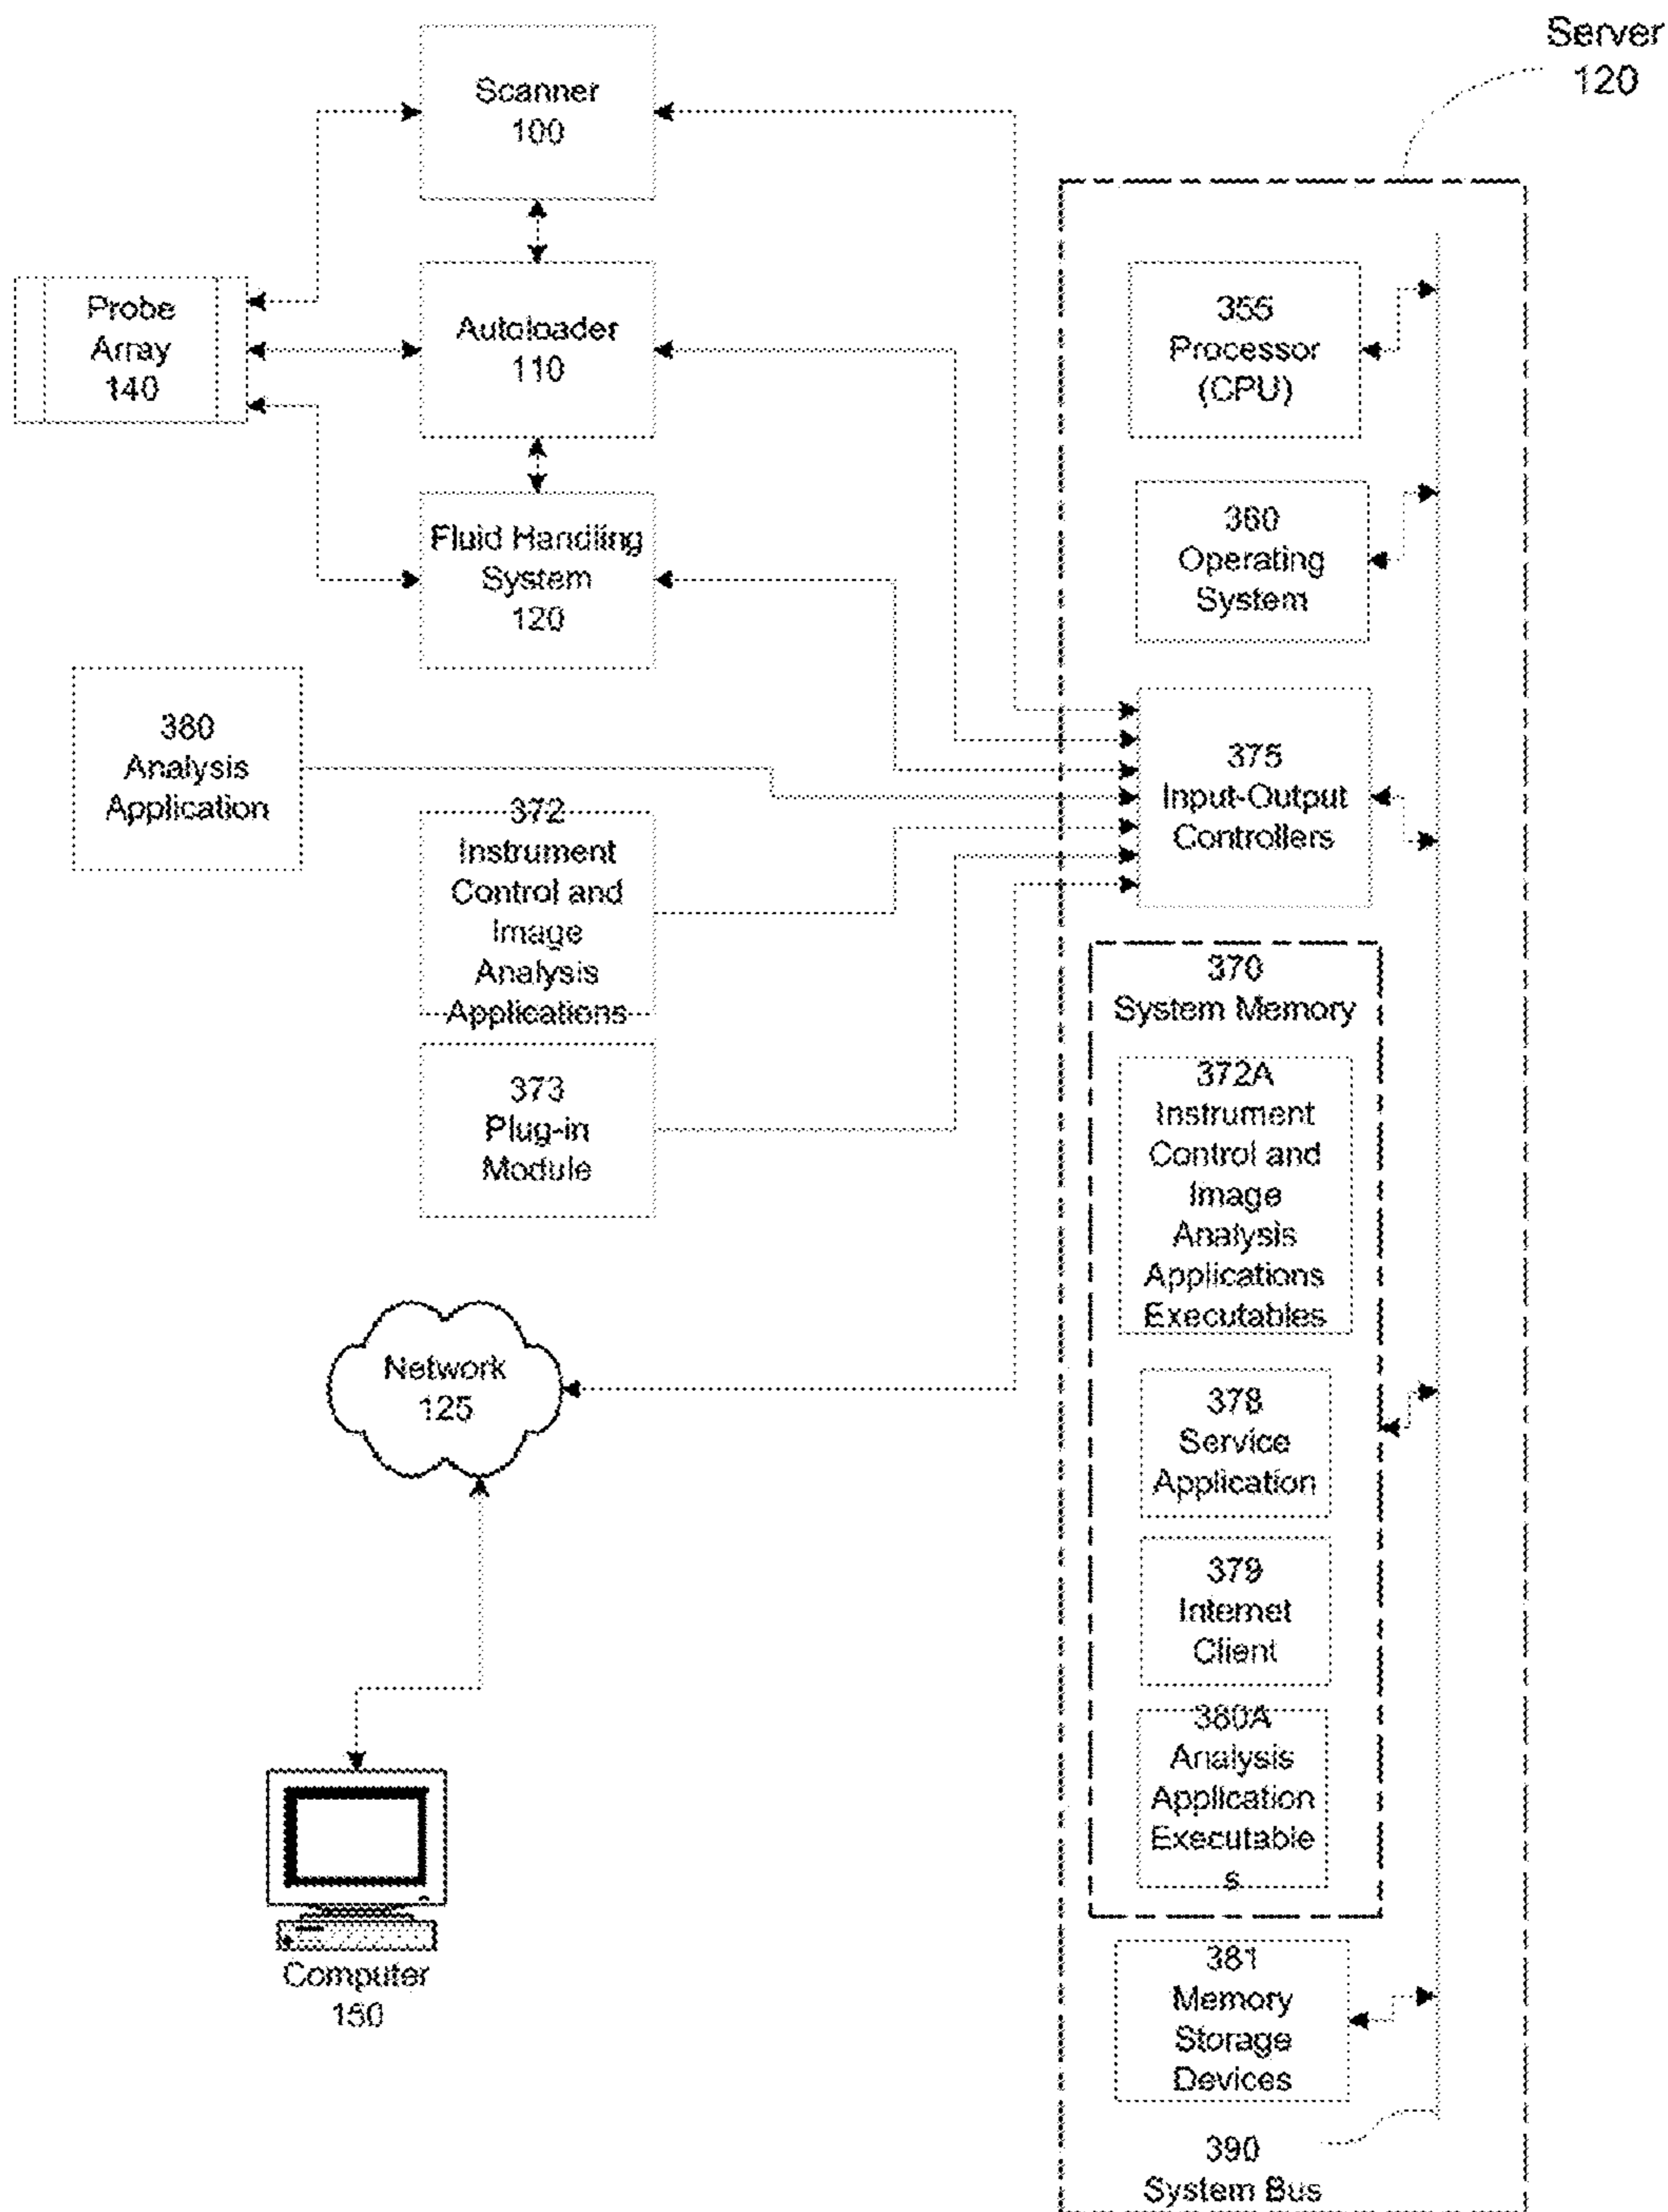 Server
120
Scanner
100
Probe
Array
140
Autoloader
110
355
Processor
(CPU)
Fluid Handling
System
120
360
Operating
System
380
Analysis
Application
375
Input-Output
Controllers
372
Instrument
Control and
Image
Analysis
Applications
370
System Memory
372A
Instrument
Control and
Image
Analysis
Applications
Executables
373
Plug-in
Module
Network
125
378
Service
Application
379
Internet
Client
380A
Analysis
Application
Executable
s
Computer
150
381
Memory
Storage
Devices
390
System Bus